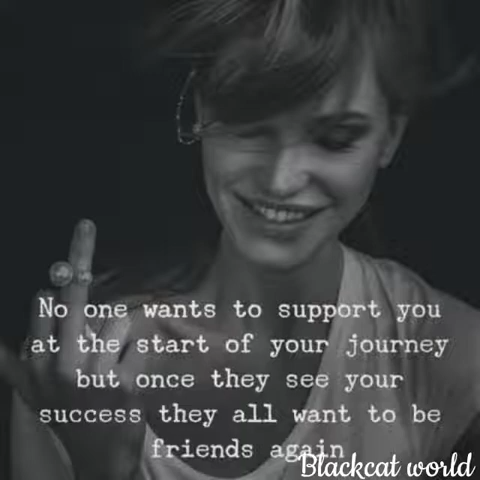 No one wants to support you
at the start of your journey
but once they see your
success they all want to be
friends again
Blackcat world